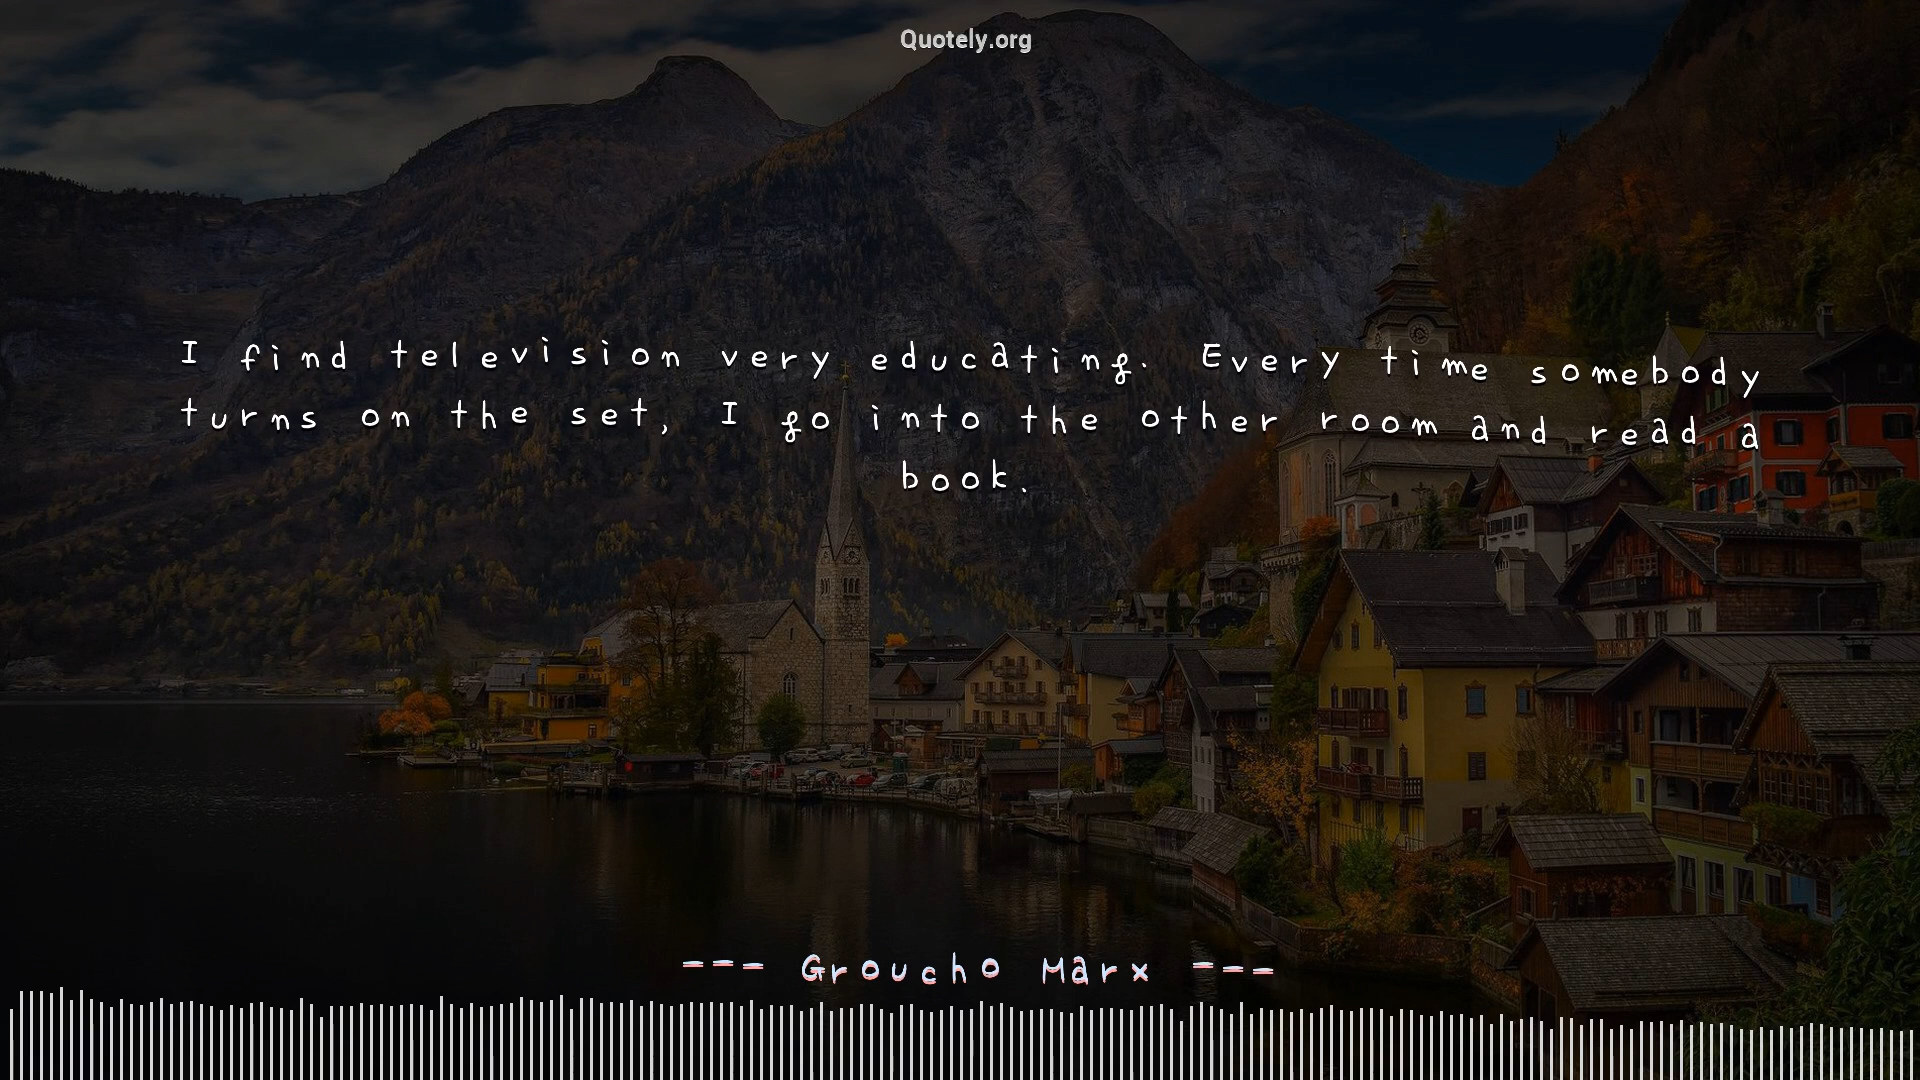 Quotely.org
I find television very educating. Every time somebody
turns on the set, I go into the other room and read a
book.
--- Groucho Marx ---